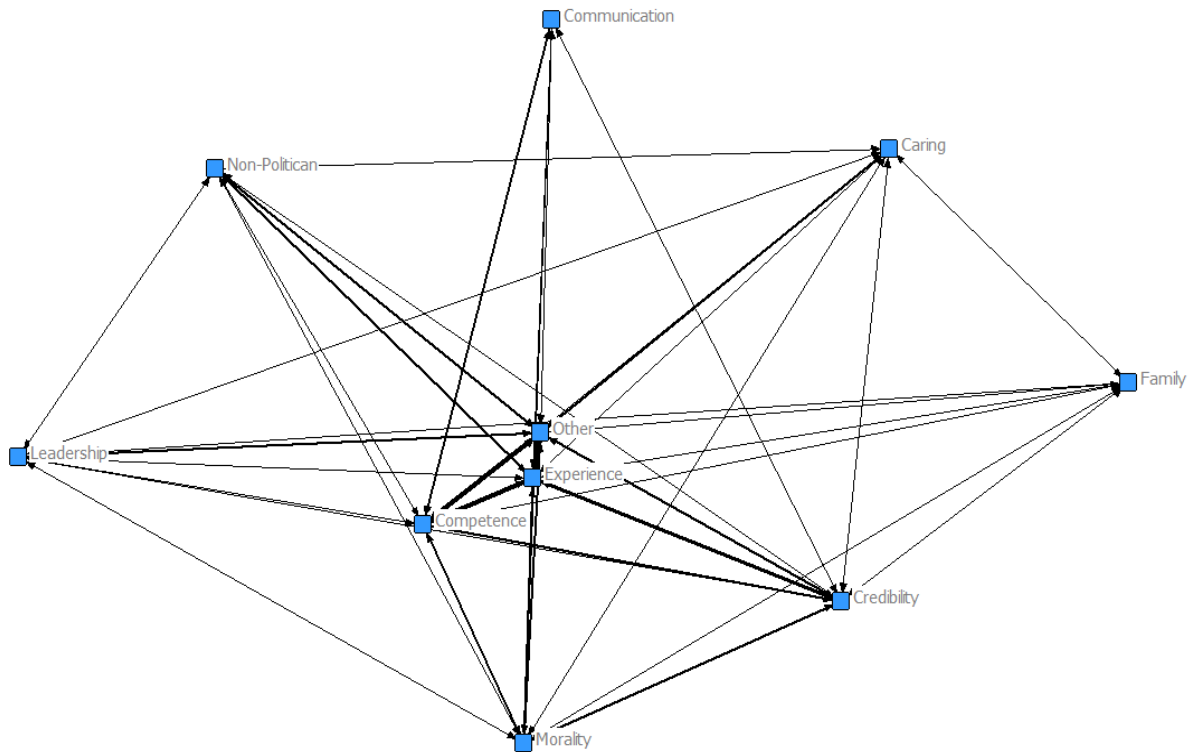 Communication
Caring
Non-Politican
Family
Other
Leadership
Experience
Competence
Credibility
Morality